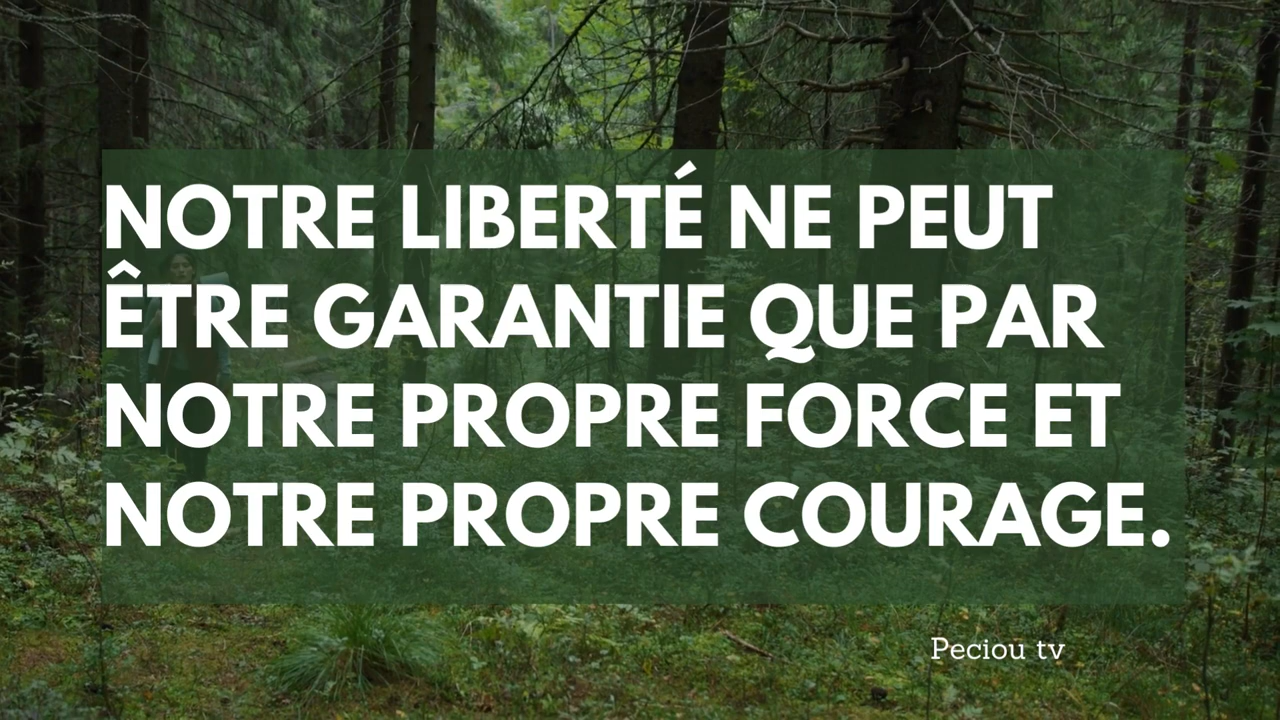 NOTRE LIBERTÉ NE PEUT
ÊTRE GARANTIE QUE PAR
NOTRE PROPRE FORCE ET
NOTRE PROPRE COURAGE.
Peciou tv